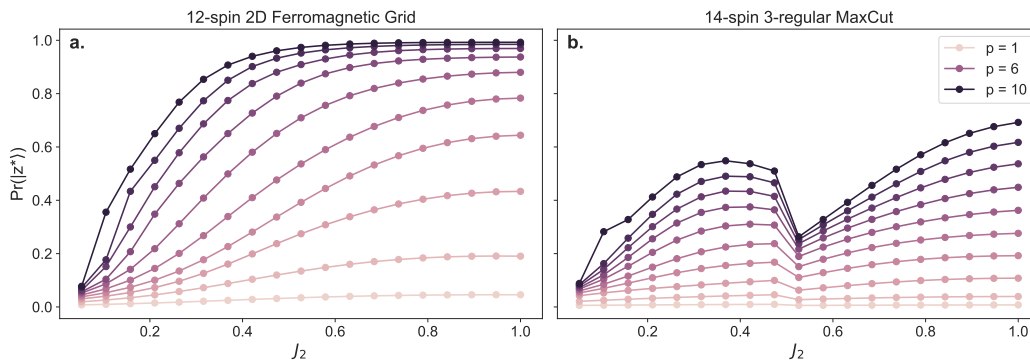 12-spin 2D Ferromagnetic Grid
a.
Pr(|z*⟩)
1.0
0.8
0.6
0.4
0.2
0.0
0.2 0.4 0.6 0.8 1.0
J₂
14-spin 3-regular MaxCut
b.
p = 1
p = 6
p = 10
0.2 0.4 0.6 0.8 1.0
J₂